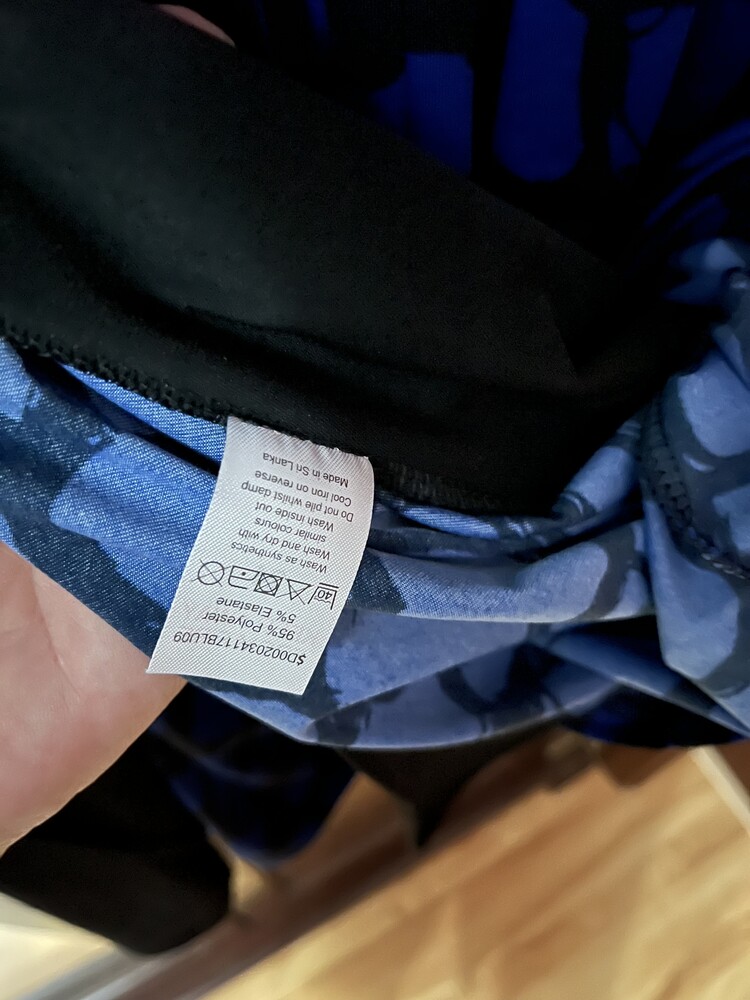 $D002034117BLU09
95% Polyester
5% Elastane
40
Wash as synthetics
Wash and dry with
similar colours
Wash inside out
Do not pile whilst damp
Cool iron on reverse
Made in Sri Lanka